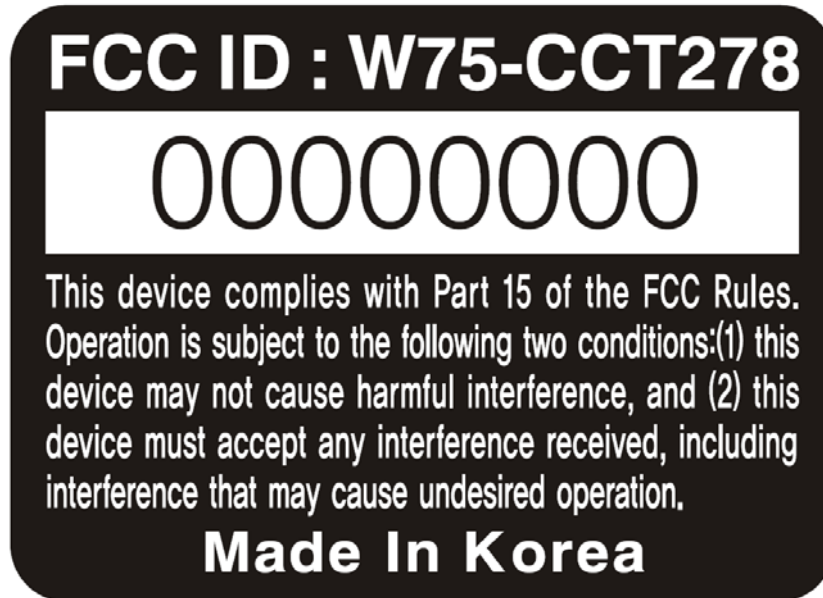 FCC ID : W75-CCT278
00000000
This device complies with Part 15 of the FCC Rules.
Operation is subject to the following two conditions:(1) this
device may not cause harmful interference, and (2) this
device must accept any interference received, including
interference that may cause undesired operation.
Made In Korea